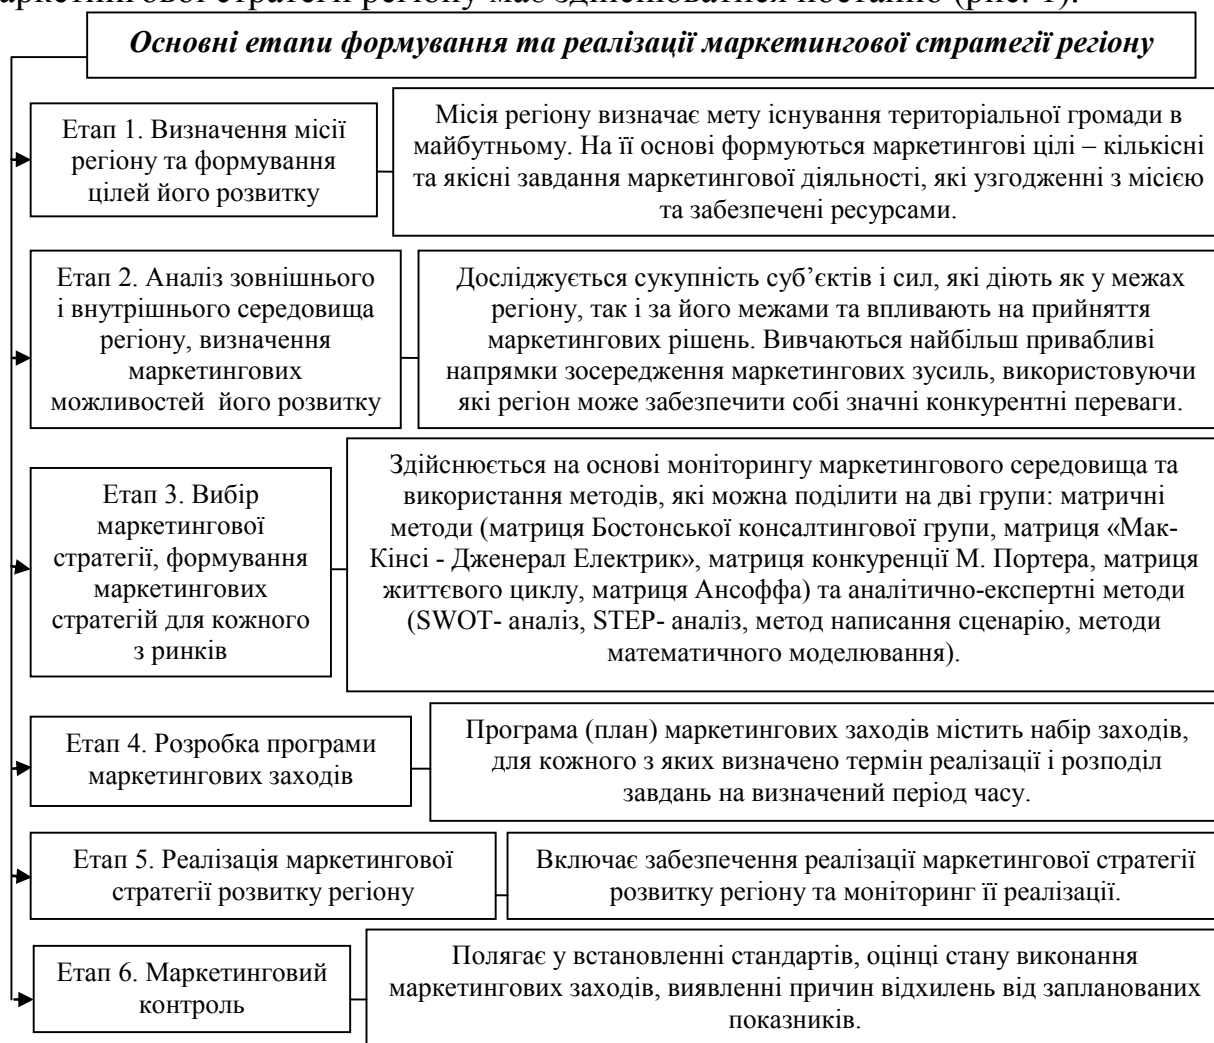 маркетингової стратегії регіону має здійснюватися постійно (рис. 1).
Основні етапи формування та реалізації маркетингової стратегії регіону
Етап 1. Визначення місії
регіону та формування
цілей його розвитку
Місія регіону визначає мету існування територіальної громади в
майбутньому. На її основі формуються маркетингові цілі – кількісні
та якісні завдання маркетингової діяльності, які узгодженні з місією
та забезпечені ресурсами.
Етап 2. Аналіз зовнішнього
і внутрішнього середовища
регіону, визначення
маркетингових
можливостей його розвитку
Досліджується сукупність суб’єктів і сил, які діють як у межах
регіону, так і за його межами та впливають на прийняття
маркетингових рішень. Вивчаються найбільш привабливі
напрямки зосередження маркетингових зусиль, використовуючи
які регіон може забезпечити собі значні конкурентні переваги.
Етап 3. Вибір
маркетингової
стратегії, формування
маркетингових
стратегій для кожного
з ринків
Здійснюється на основі моніторингу маркетингового середовища та
використання методів, які можна поділити на дві групи: матричні
методи (матриця Бостонської консалтингової групи, матриця «Мак-
Кінсі - Дженерал Електрик», матриця конкуренції М. Портера, матриця
життєвого циклу, матриця Ансоффа) та аналітично-експертні методи
(SWOT- аналіз, STEP- аналіз, метод написання сценарію, методи
математичного моделювання).
Етап 4. Розробка програми
маркетингових заходів
Програма (план) маркетингових заходів містить набір заходів,
для кожного з яких визначено термін реалізації і розподіл
завдань на визначений період часу.
Етап 5. Реалізація маркетингової
стратегії розвитку регіону
Включає забезпечення реалізації маркетингової стратегії
розвитку регіону та моніторинг її реалізації.
Етап 6. Маркетинговий
контроль
Полягає у встановленні стандартів, оцінці стану виконання
маркетингових заходів, виявленні причин відхилень від запланованих
показників.